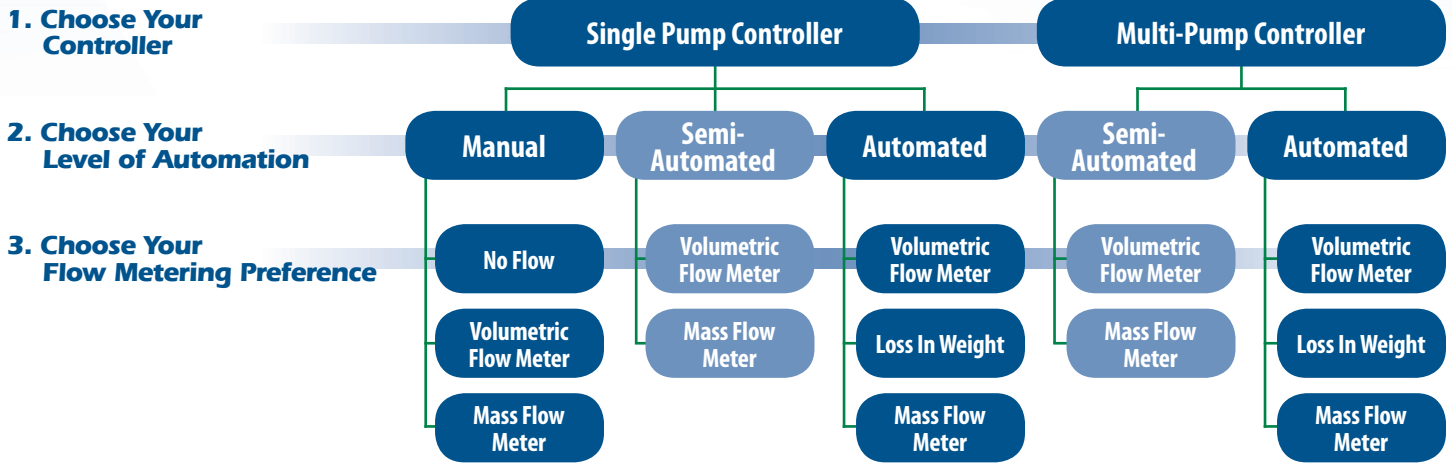 1. Choose Your
Controller
Single Pump Controller
Multi-Pump Controller
2. Choose Your
Level of Automation
Manual
Semi-
Automated
Automated
Semi-
Automated
Automated
3. Choose Your
Flow Metering Preference
No Flow
Volumetric
Flow Meter
Volumetric
Flow Meter
Volumetric
Flow Meter
Volumetric
Flow Meter
Volumetric
Flow Meter
Mass Flow
Meter
Loss In Weight
Mass Flow
Meter
Loss In Weight
Mass Flow
Meter
Mass Flow
Meter
Mass Flow
Meter